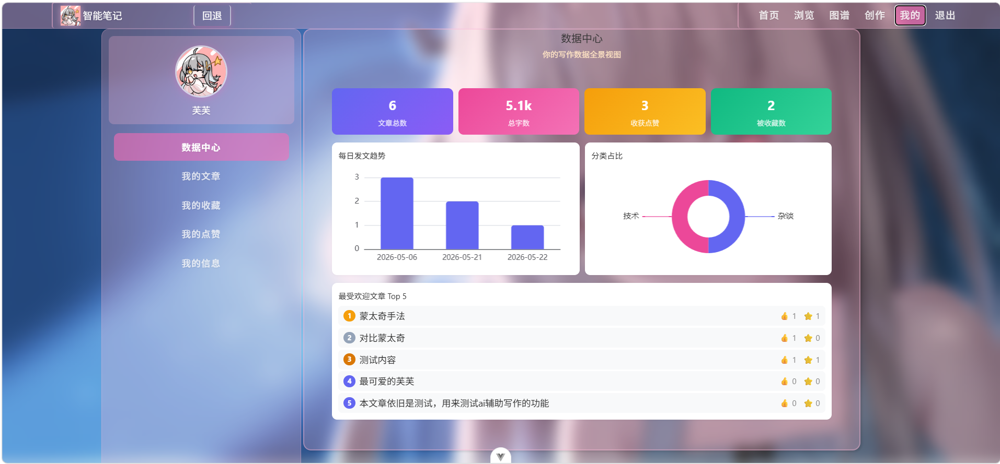 智能笔记
回退
首页 浏览 图谱 创作 我的 退出
芙芙
数据中心
我的文章
我的收藏
我的点赞
我的信息
数据中心
你的写作数据全景视图
6
文章总数
5.1k
总字数
3
收获点赞
2
被收藏数
每日发文趋势
3
2
1
0
2026-05-06 2026-05-21 2026-05-22
分类占比
技术
杂谈
最受欢迎文章 Top 5
1 蒙太奇手法 👍 1 ⭐ 1
2 对比蒙太奇 👍 1 ⭐ 0
3 测试内容 👍 1 ⭐ 1
4 最可爱的芙芙 👍 0 ⭐ 0
5 本文章依旧是测试，用来测试ai辅助写作的功能 👍 0 ⭐ 0